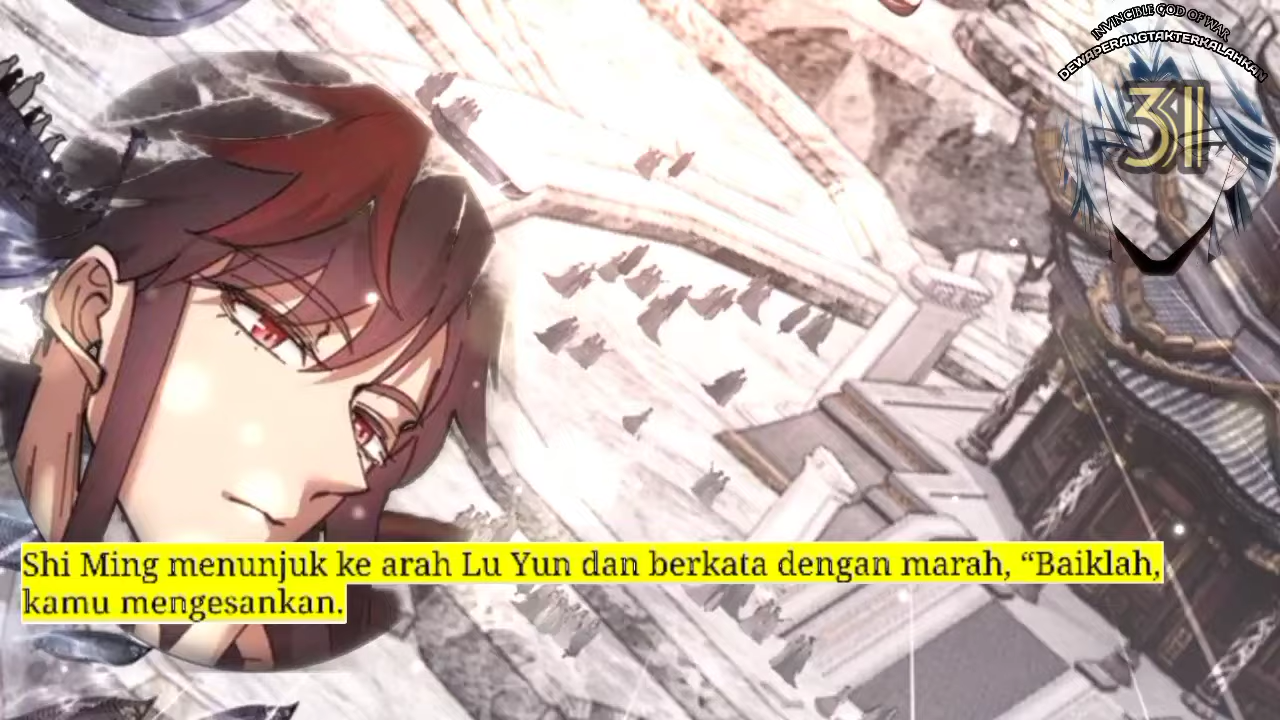 INVINCIBLE GOD OF WAR
DEWAPERANGTAKTERKALAHKAN
31
Shi Ming menunjuk ke arah Lu Yun dan berkata dengan marah, “Baiklah,
kamu mengesankan.